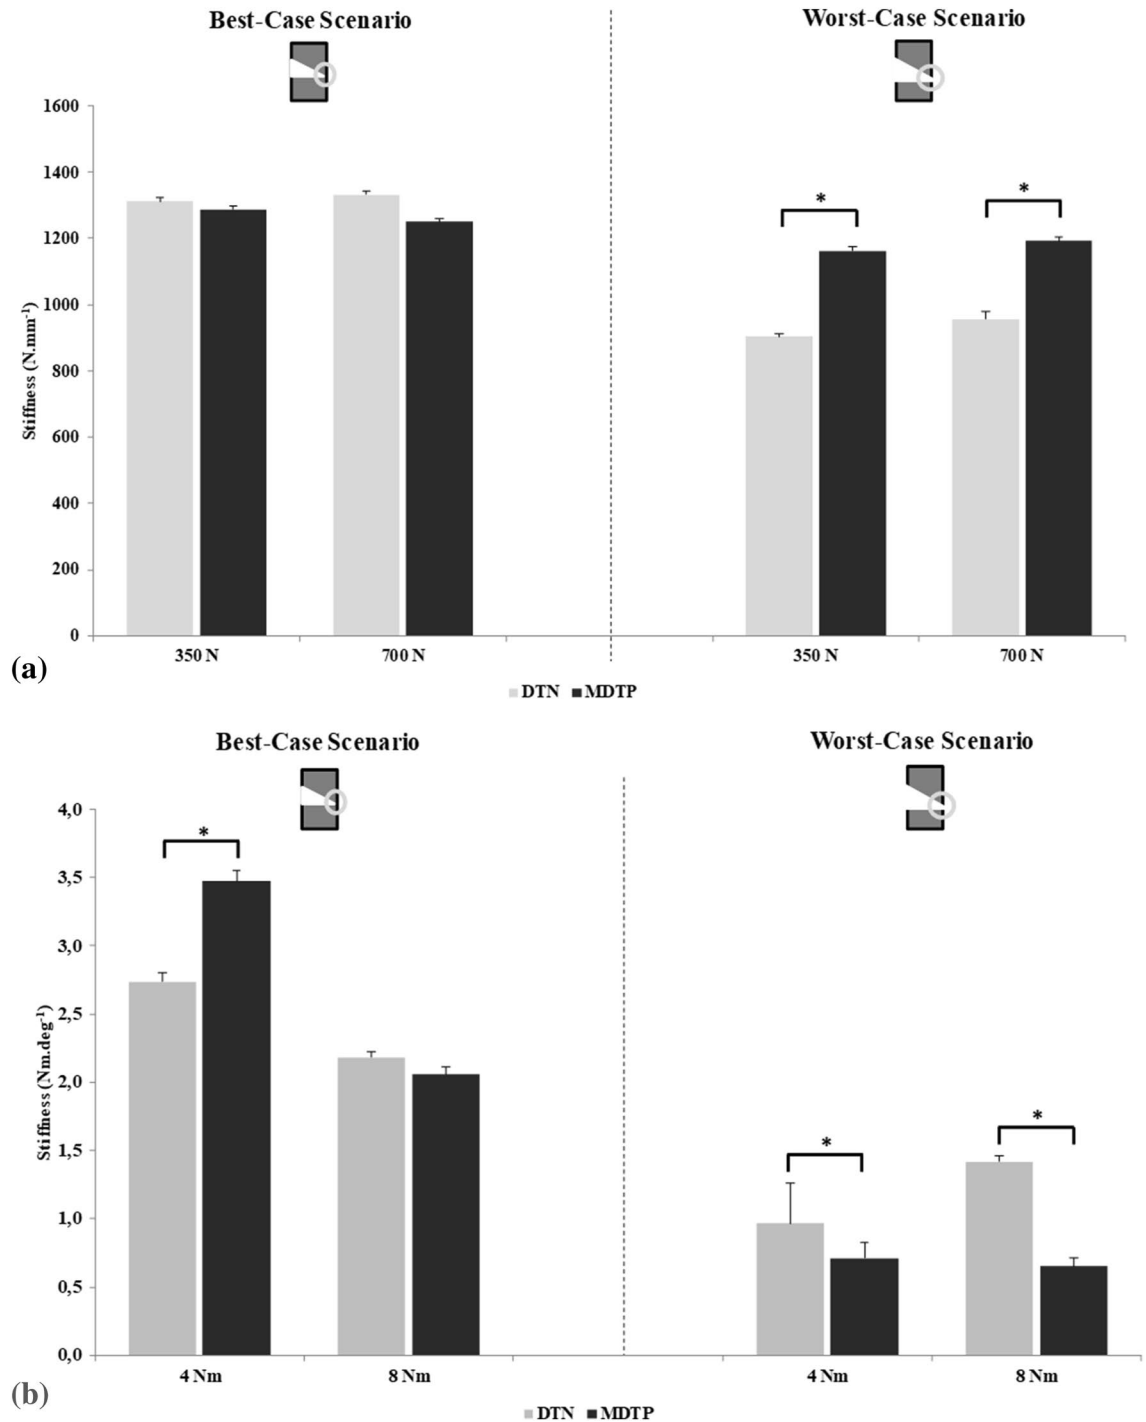 Best-Case Scenario
Worst-Case Scenario
1600
1400
1200
1000
800
600
400
200
0
Stiffness (N.mm⁻¹)
*
*
350 N
700 N
350 N
700 N
(a)
DTN MDTP
Best-Case Scenario
Worst-Case Scenario
4,0
3,5
3,0
2,5
2,0
1,5
1,0
0,5
0,0
Stiffness (Nm.deg⁻¹)
*
*
*
4 Nm
8 Nm
4 Nm
8 Nm
(b)
DTN MDTP